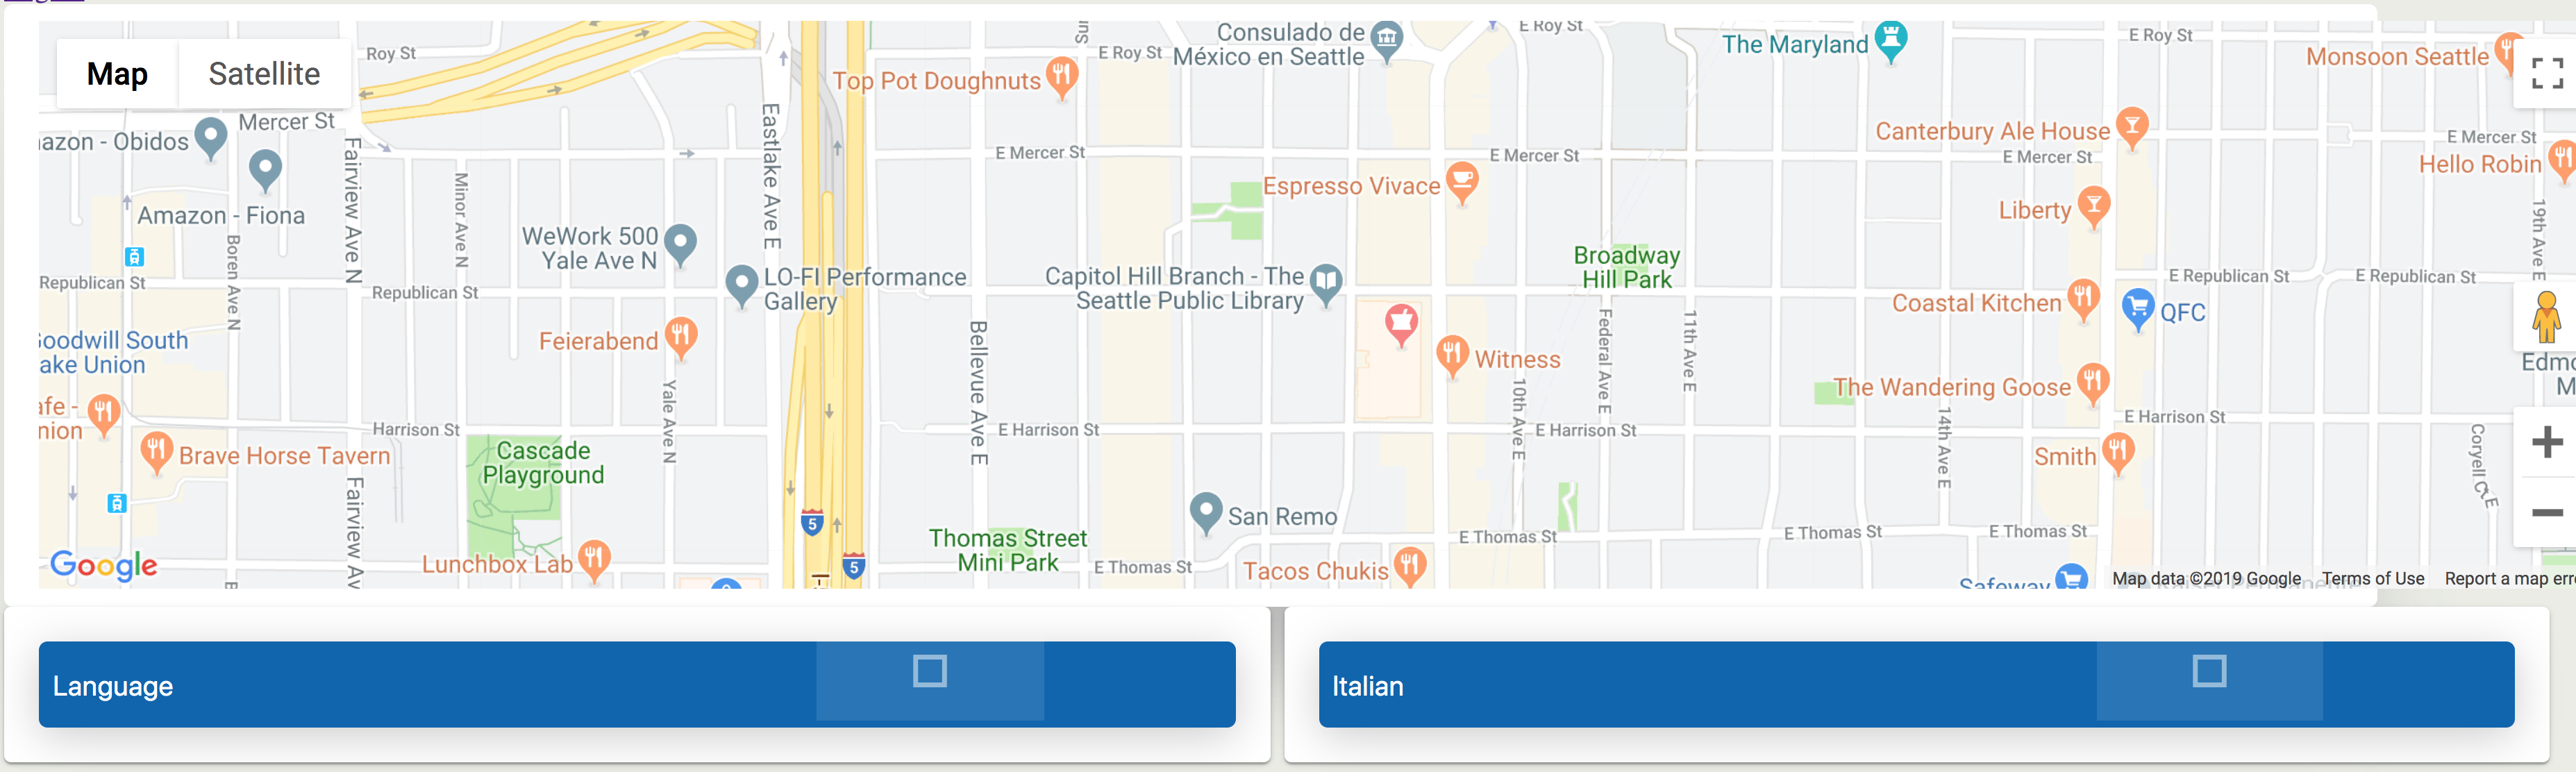 Map
Satellite
Roy St
E Roy St
Consulado de
México en Seattle
E Roy St
The Maryland
E Roy St
Monsoon Seattle
Top Pot Doughnuts
Mercer St
azon - Obidos
Amazon - Fiona
Fairview Ave N
Minor Ave N
Boren Ave N
Eastlake Ave E
E Mercer St
E Mercer St
Canterbury Ale House
E Mercer St
E Mercer St
Hello Robin
Espresso Vivace
Liberty
19th Ave E
WeWork 500
Yale Ave N
LO-FI Performance
Gallery
Capitol Hill Branch - The
Seattle Public Library
Broadway
Hill Park
Republican St
Republican St
E Republican St
E Republican St
Coastal Kitchen
QFC
Goodwill South
ake Union
Feierabend
Bellevue Ave E
Witness
Federal Ave E
11th Ave E
10th Ave E
The Wandering Goose
Edmo
M
afe -
nion
Brave Horse Tavern
Harrison St
Yale Ave N
E Harrison St
E Harrison St
14th Ave E
E Harrison St
Smith
Coryell Ct E
Cascade
Playground
Fairview Av
5
San Remo
Thomas Street
Mini Park
E Thomas St
E Thomas St
E Thomas St
E Thomas St
Google
Lunchbox Lab
5
Tacos Chukis
Safeway
Map data ©2019 Google
Terms of Use
Report a map erro
Language
Italian